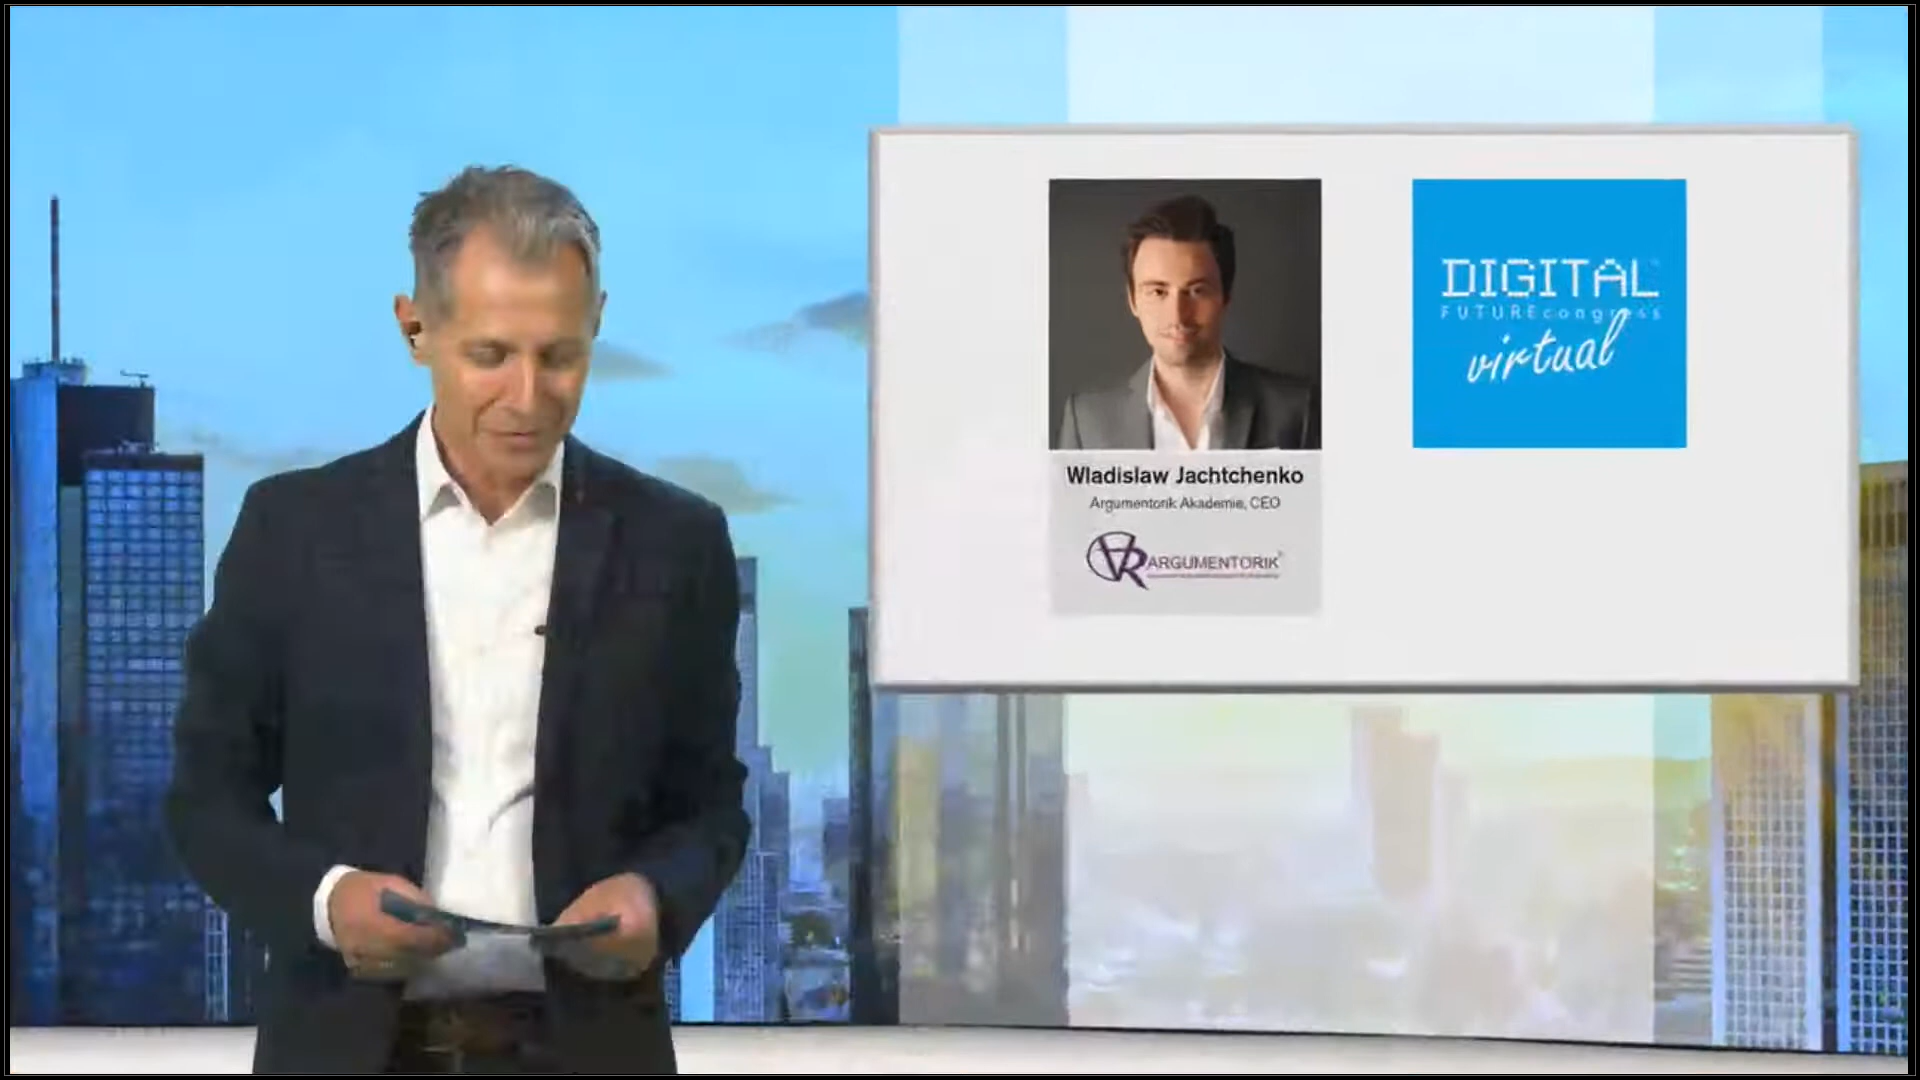 DIGITAL
FUTUREcongress
virtual
Wladislaw Jachtchenko
Argumentorik Akademie, CEO
ARGUMENTORIK